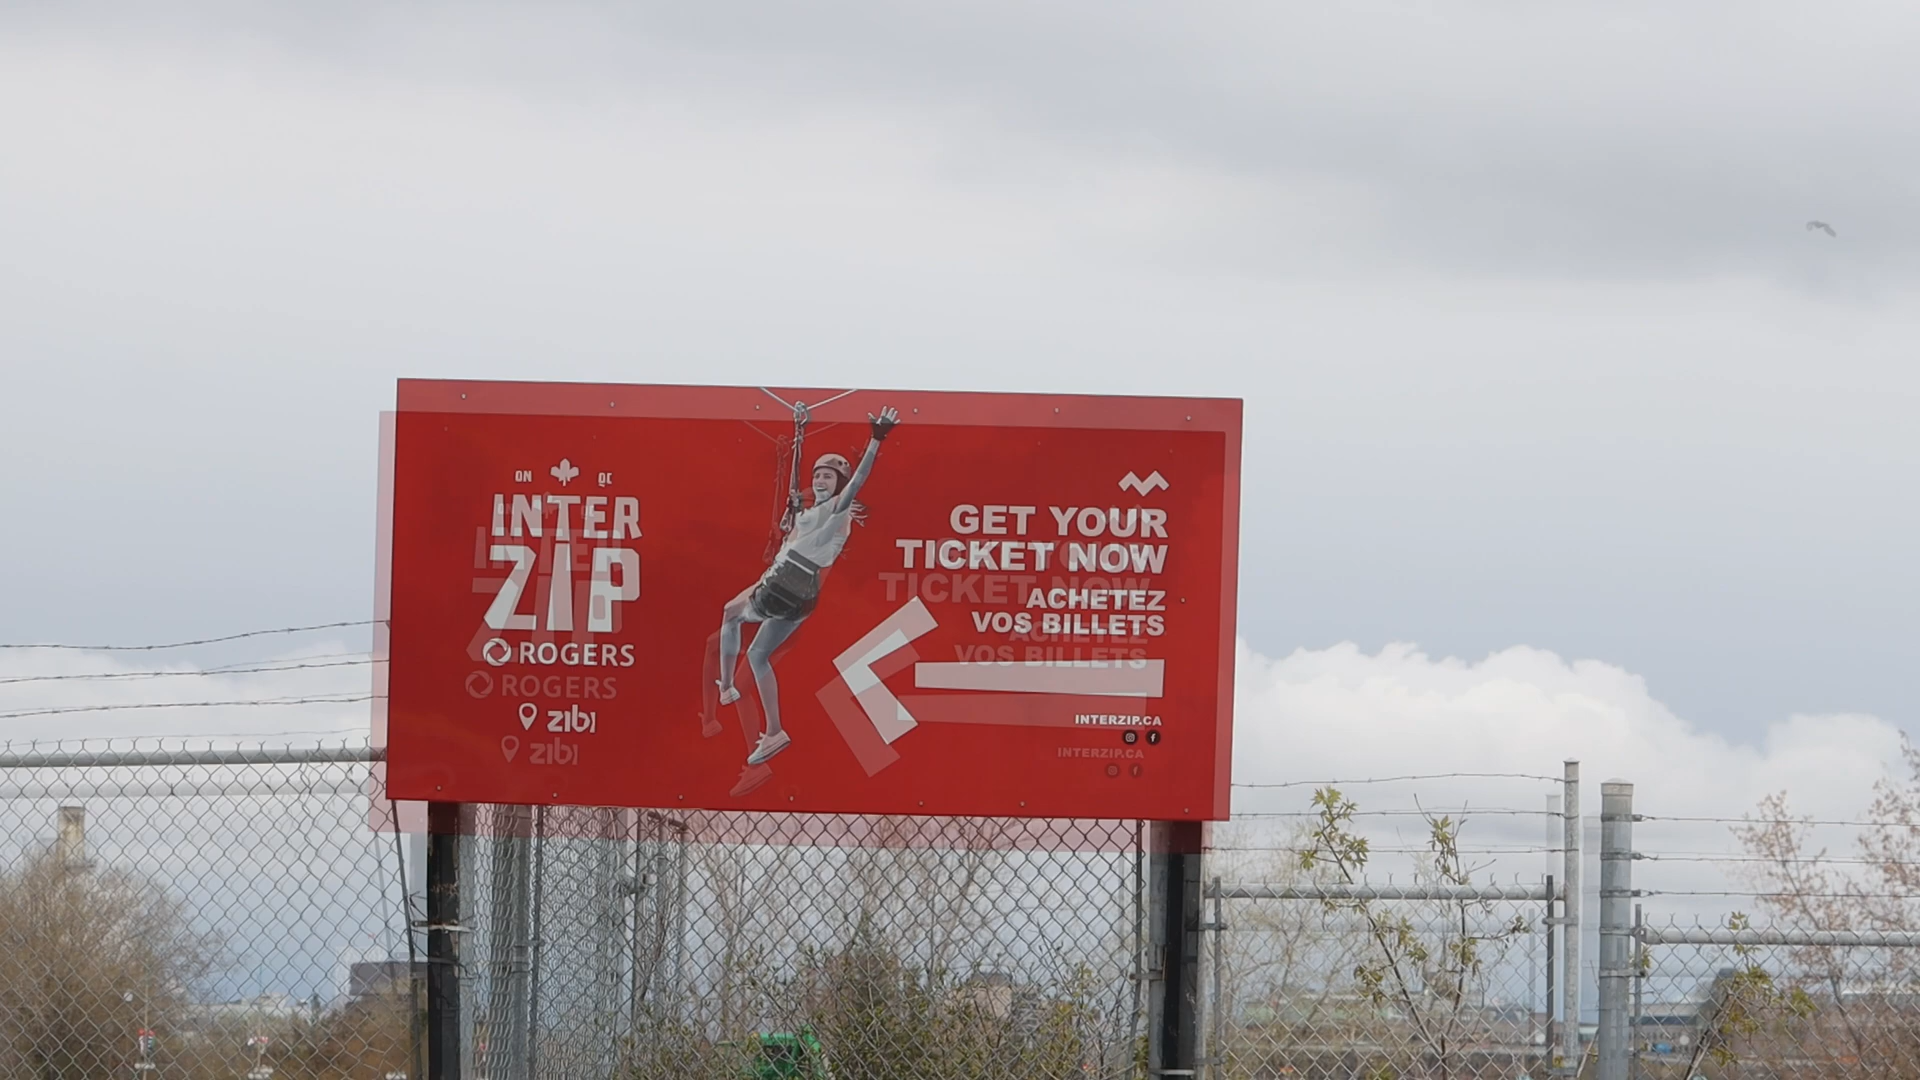 ON QC
INTER
ZIP
ROGERS
zibi
GET YOUR
TICKET NOW
ACHETEZ
VOS BILLETS
INTERZIP.CA